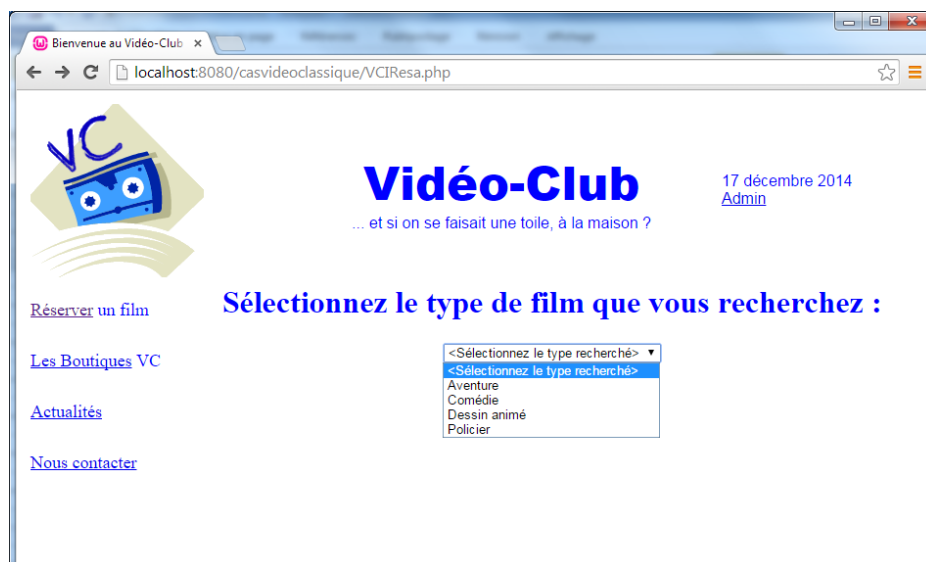 Bienvenue au Vidéo-Club
localhost:8080/casvideoclassique/VCIResa.php
VC
Vidéo-Club
... et si on se faisait une toile, à la maison ?
17 décembre 2014
Admin
Sélectionnez le type de film que vous recherchez :
Réserver un film
Les Boutiques VC
Actualités
Nous contacter
<Sélectionnez le type recherché>
<Sélectionnez le type recherché>
Aventure
Comédie
Dessin animé
Policier